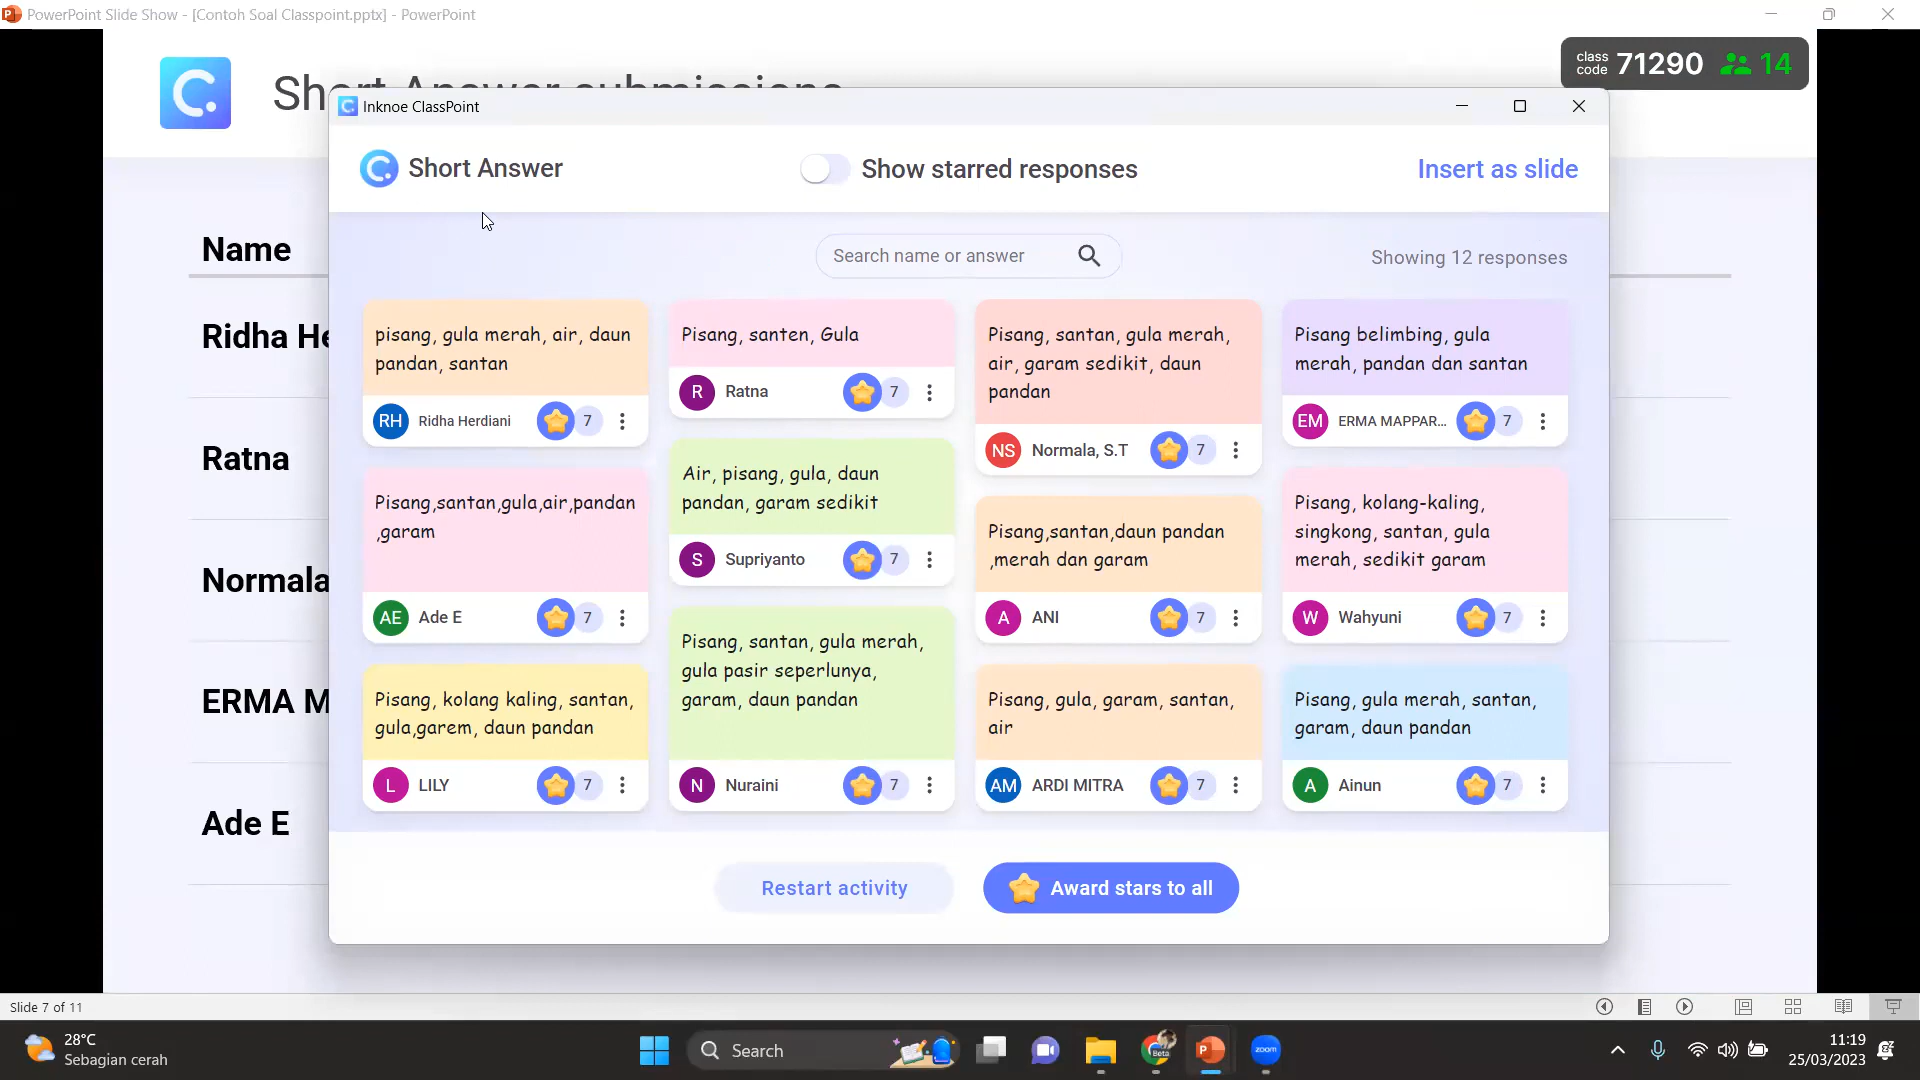 PowerPoint Slide Show - [Contoh Soal Classpoint.pptx] - PowerPoint
class code 71290 14
Short Answer submissions
Inknoe ClassPoint
Short Answer
Show starred responses
Insert as slide
Search name or answer
Showing 12 responses
Name
Ridha He
Ratna
Normala
ERMA M
Ade E
pisang, gula merah, air, daun
pandan, santan
RH Ridha Herdiani 7
Pisang,santan,gula,air,pandan
,garam
AE Ade E 7
Pisang, kolang kaling, santan,
gula,garem, daun pandan
L LILY 7
Pisang, santen, Gula
R Ratna 7
Air, pisang, gula, daun
pandan, garam sedikit
S Supriyanto 7
Pisang, santan, gula merah,
gula pasir seperlunya,
garam, daun pandan
N Nuraini 7
Pisang, santan, gula merah,
air, garam sedikit, daun
pandan
NS Normala, S.T 7
Pisang,santan,daun pandan
,merah dan garam
A ANI 7
Pisang, gula, garam, santan,
air
AM ARDI MITRA 7
Pisang belimbing, gula
merah, pandan dan santan
EM ERMA MAPPAR... 7
Pisang, kolang-kaling,
singkong, santan, gula
merah, sedikit garam
W Wahyuni 7
Pisang, gula merah, santan,
garam, daun pandan
A Ainun 7
Restart activity
Award stars to all
Slide 7 of 11
28°C
Sebagian cerah
Search
Beta
zoom
11:19
25/03/2023